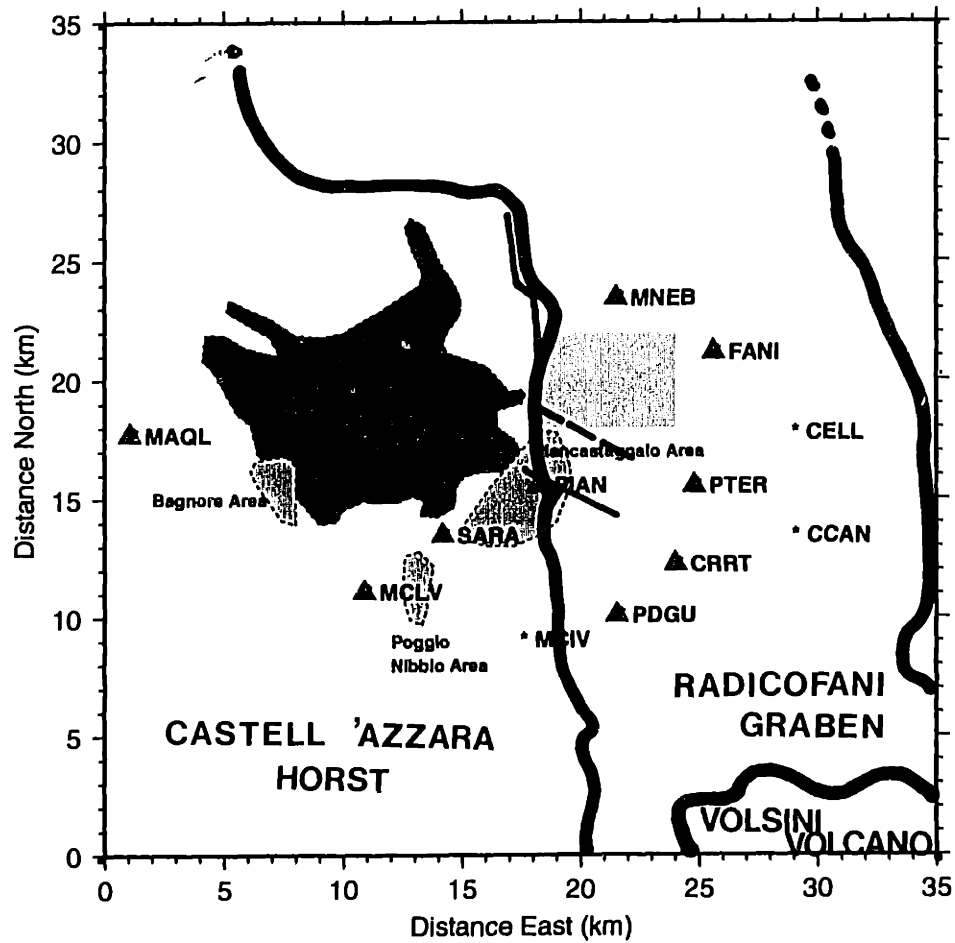 35
30
25
20
15
10
5
0
Distance North (km)
MNEB
FANI
CELL
MAQL
PTER
PIAN
Bagnore Area
CCAN
SARA
CRRT
MCLV
PDGU
MCIV
Poggio
Nibbio Area
RADICOFANI
GRABEN
CASTELL 'AZZARA
HORST
VOLSINI
VOLCANO
0 5 10 15 20 25 30 35
Distance East (km)